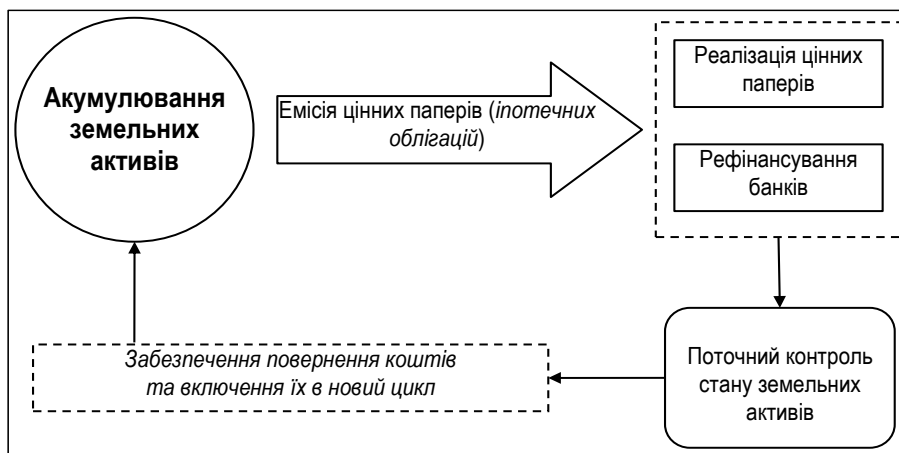 Акумулювання
земельних
активів
Емісія цінних паперів (іпотечних
облігацій)
Реалізація цінних
паперів
Рефінансування
банків
Поточний контроль
стану земельних
активів
Забезпечення повернення коштів
та включення їх в новий цикл